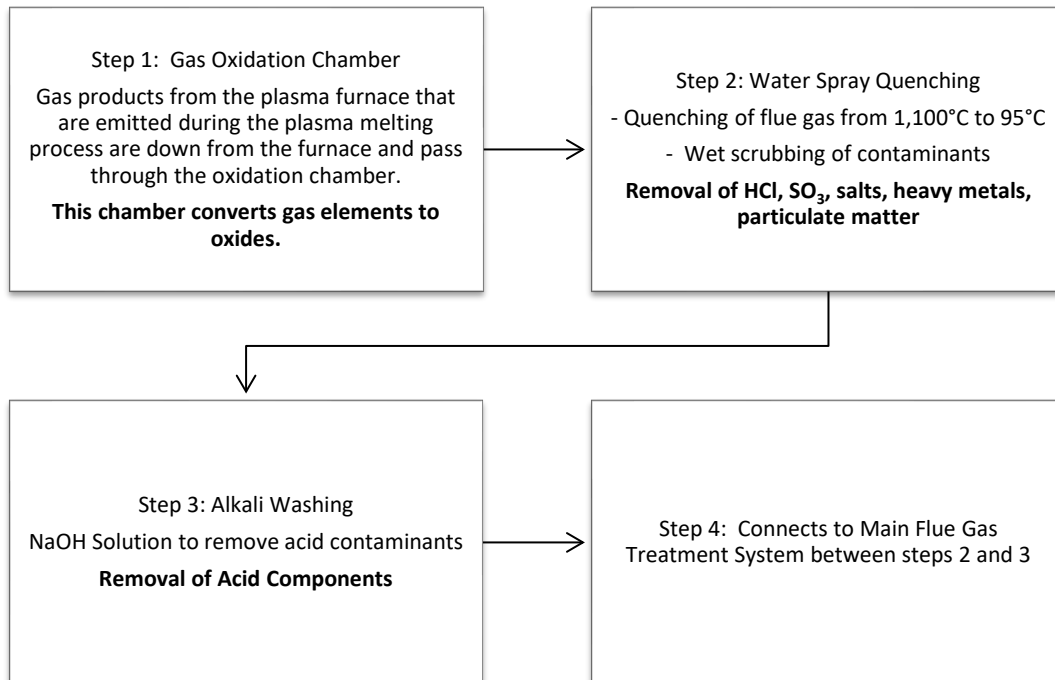 Step 1:  Gas Oxidation Chamber
Gas products from the plasma furnace that
are emitted during the plasma melting
process are down from the furnace and pass
through the oxidation chamber.
This chamber converts gas elements to
oxides.
Step 2: Water Spray Quenching
- Quenching of flue gas from 1,100°C to 95°C
- Wet scrubbing of contaminants
Removal of HCl, SO₃, salts, heavy metals,
particulate matter
Step 3: Alkali Washing
NaOH Solution to remove acid contaminants
Removal of Acid Components
Step 4:  Connects to Main Flue Gas
Treatment System between steps 2 and 3